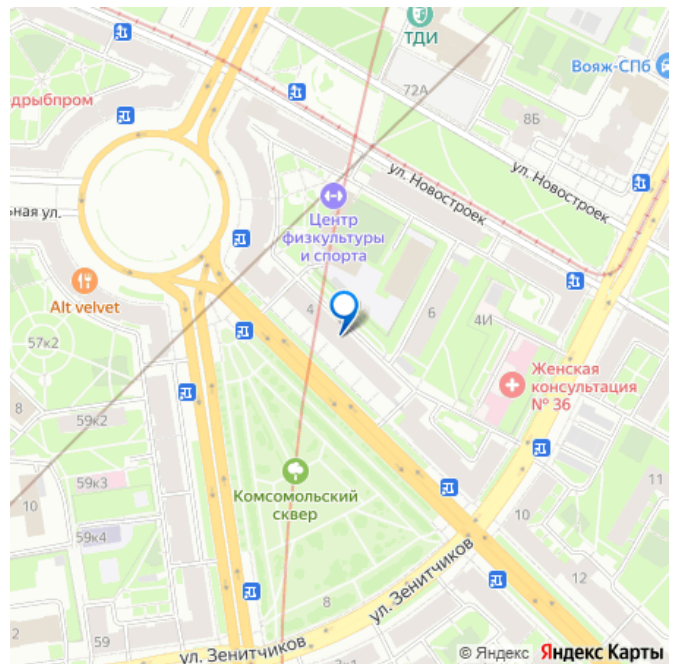 ТДИ
Вояж-СПб
дрыбпром
72А
8Б
ул. Новостроек
ул. Новостроек
ьная ул.
Центр
физкультуры
и спорта
Alt velvet
4
6
4И
57к2
Женская
консультация
№ 36
8
59к2
Комсомольский
сквер
59к3
11
10
10
59к4
12
ул. Зенитчиков
8
2
59
ул. Зенитчиков
3к1
© Яндекс Яндекс Карты